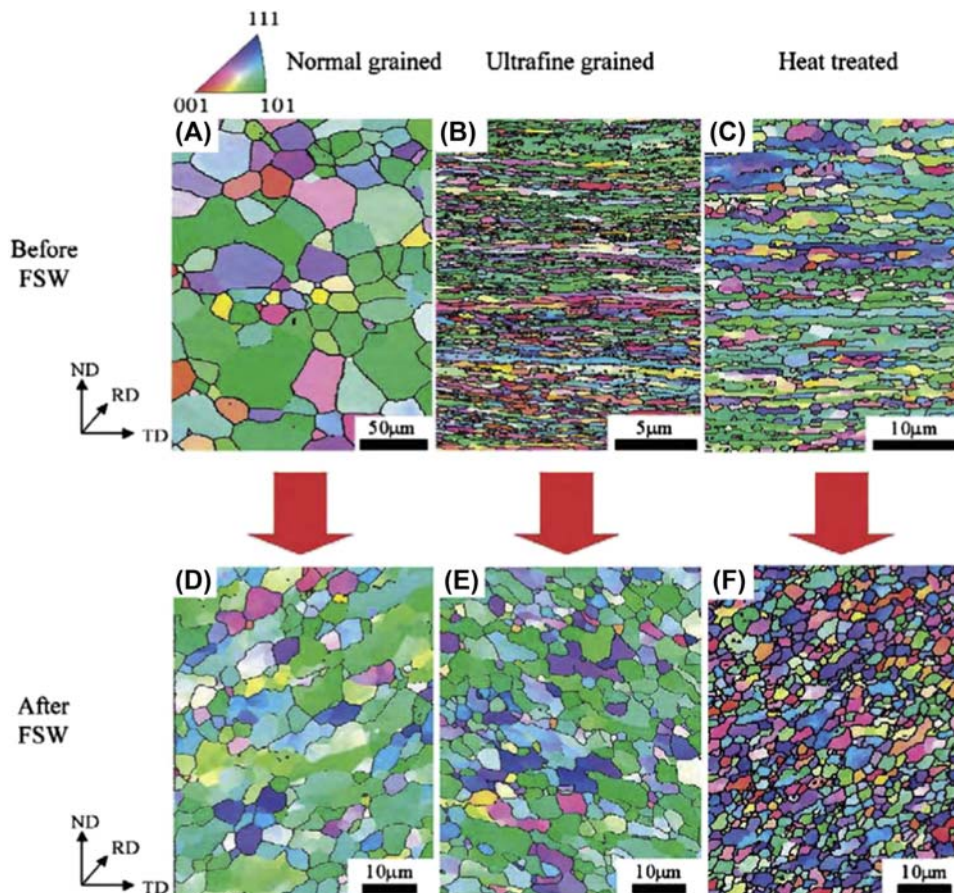 111
001 101
Normal grained Ultrafine grained Heat treated
(A) (B) (C)
Before
FSW
ND
RD
TD
50μm 5μm 10μm
(D) (E) (F)
After
FSW
ND
RD
TD
10μm 10μm 10μm